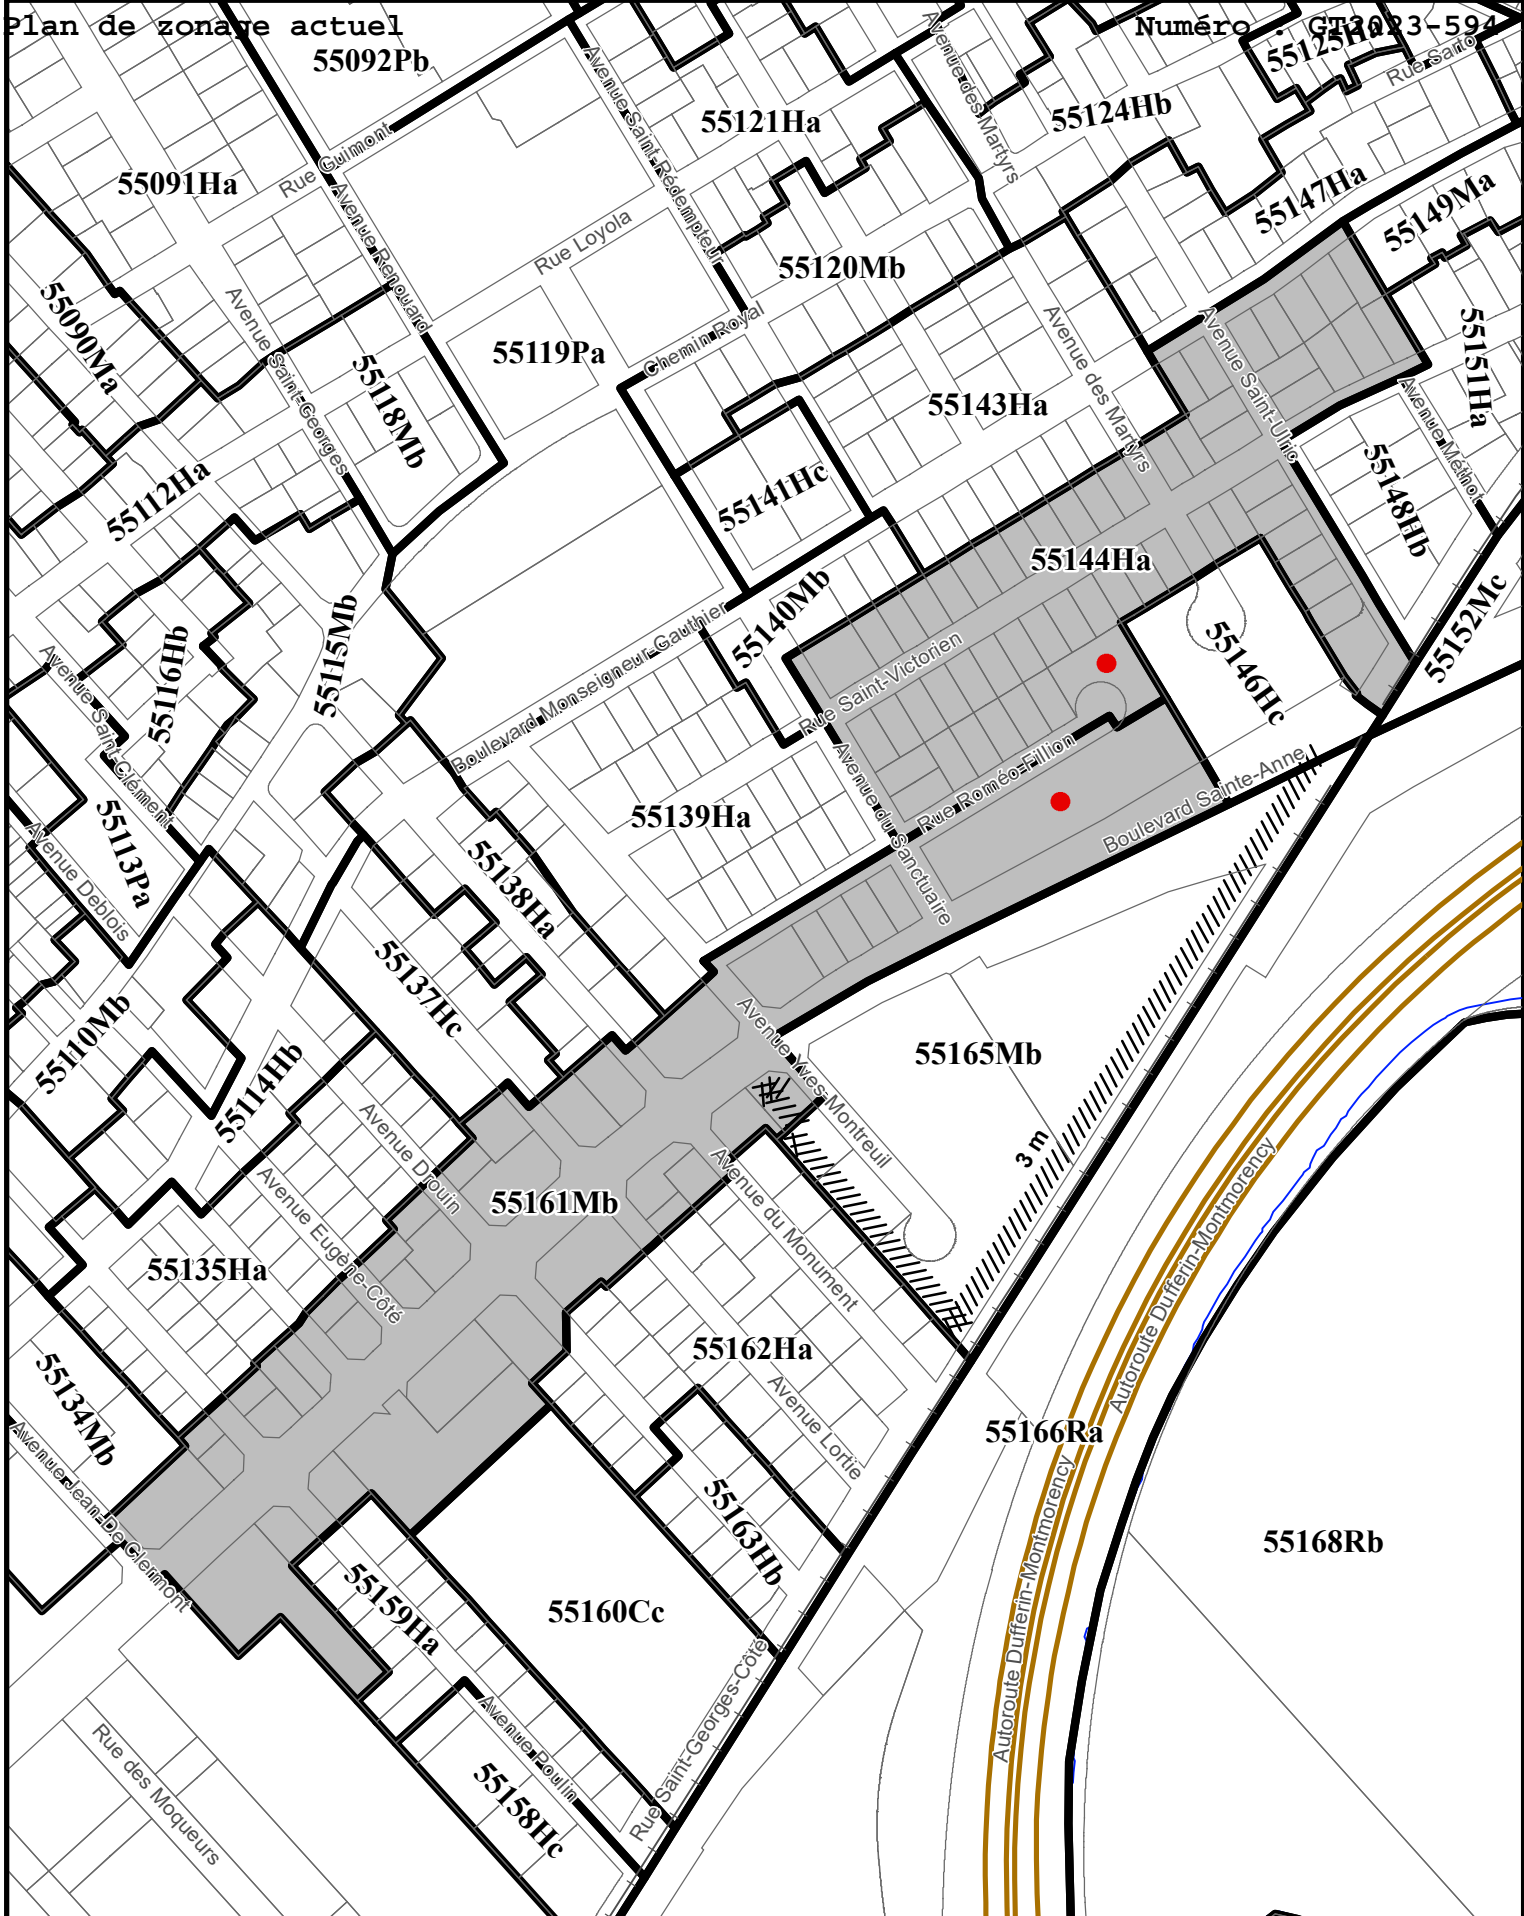 Plan de zonage actuel
Numéro : GT2023-594
55092Pb
55125Ha
Rue Sarto
55121Ha
Avenue des Martyrs
55124Hb
Avenue Saint-Rédempteur
Rue Guimont
55091Ha
55147Ha
55149Ma
Avenue Renouard
Rue Loyola
55120Mb
55090Ma
Avenue Saint-Georges
55118Mb
55119Pa
Chemin Royal
Avenue des Martyrs
Avenue Saint-Ulric
55151Ha
55143Ha
Avenue Méthot
55112Ha
55141Hc
55148Hb
55144Ha
55140Mb
55152Mc
55115Mb
55116Hb
Boulevard Monseigneur-Gauthier
Rue Saint-Victorien
55146Hc
Avenue Saint-Clément
Avenue du Sanctuaire
Rue Roméo-Fillion
Boulevard Sainte-Anne
55139Ha
55113Pa
Avenue Deblois
55138Ha
55137Hc
55110Mb
55114Hb
Avenue Yves-Montreuil
55165Mb
3 m
Avenue Drouin
Avenue Eugène-Côté
55161Mb
Avenue du Monument
55135Ha
55162Ha
55134Mb
Avenue Lortie
Autoroute Dufferin-Montmorency
55166Ra
Avenue Jean-De Clermont
55163Hb
55168Rb
55159Ha
55160Cc
Autoroute Dufferin-Montmorency
Rue Saint-Georges-Côté
Avenue Poulin
Rue des Moqueurs
55158Hc